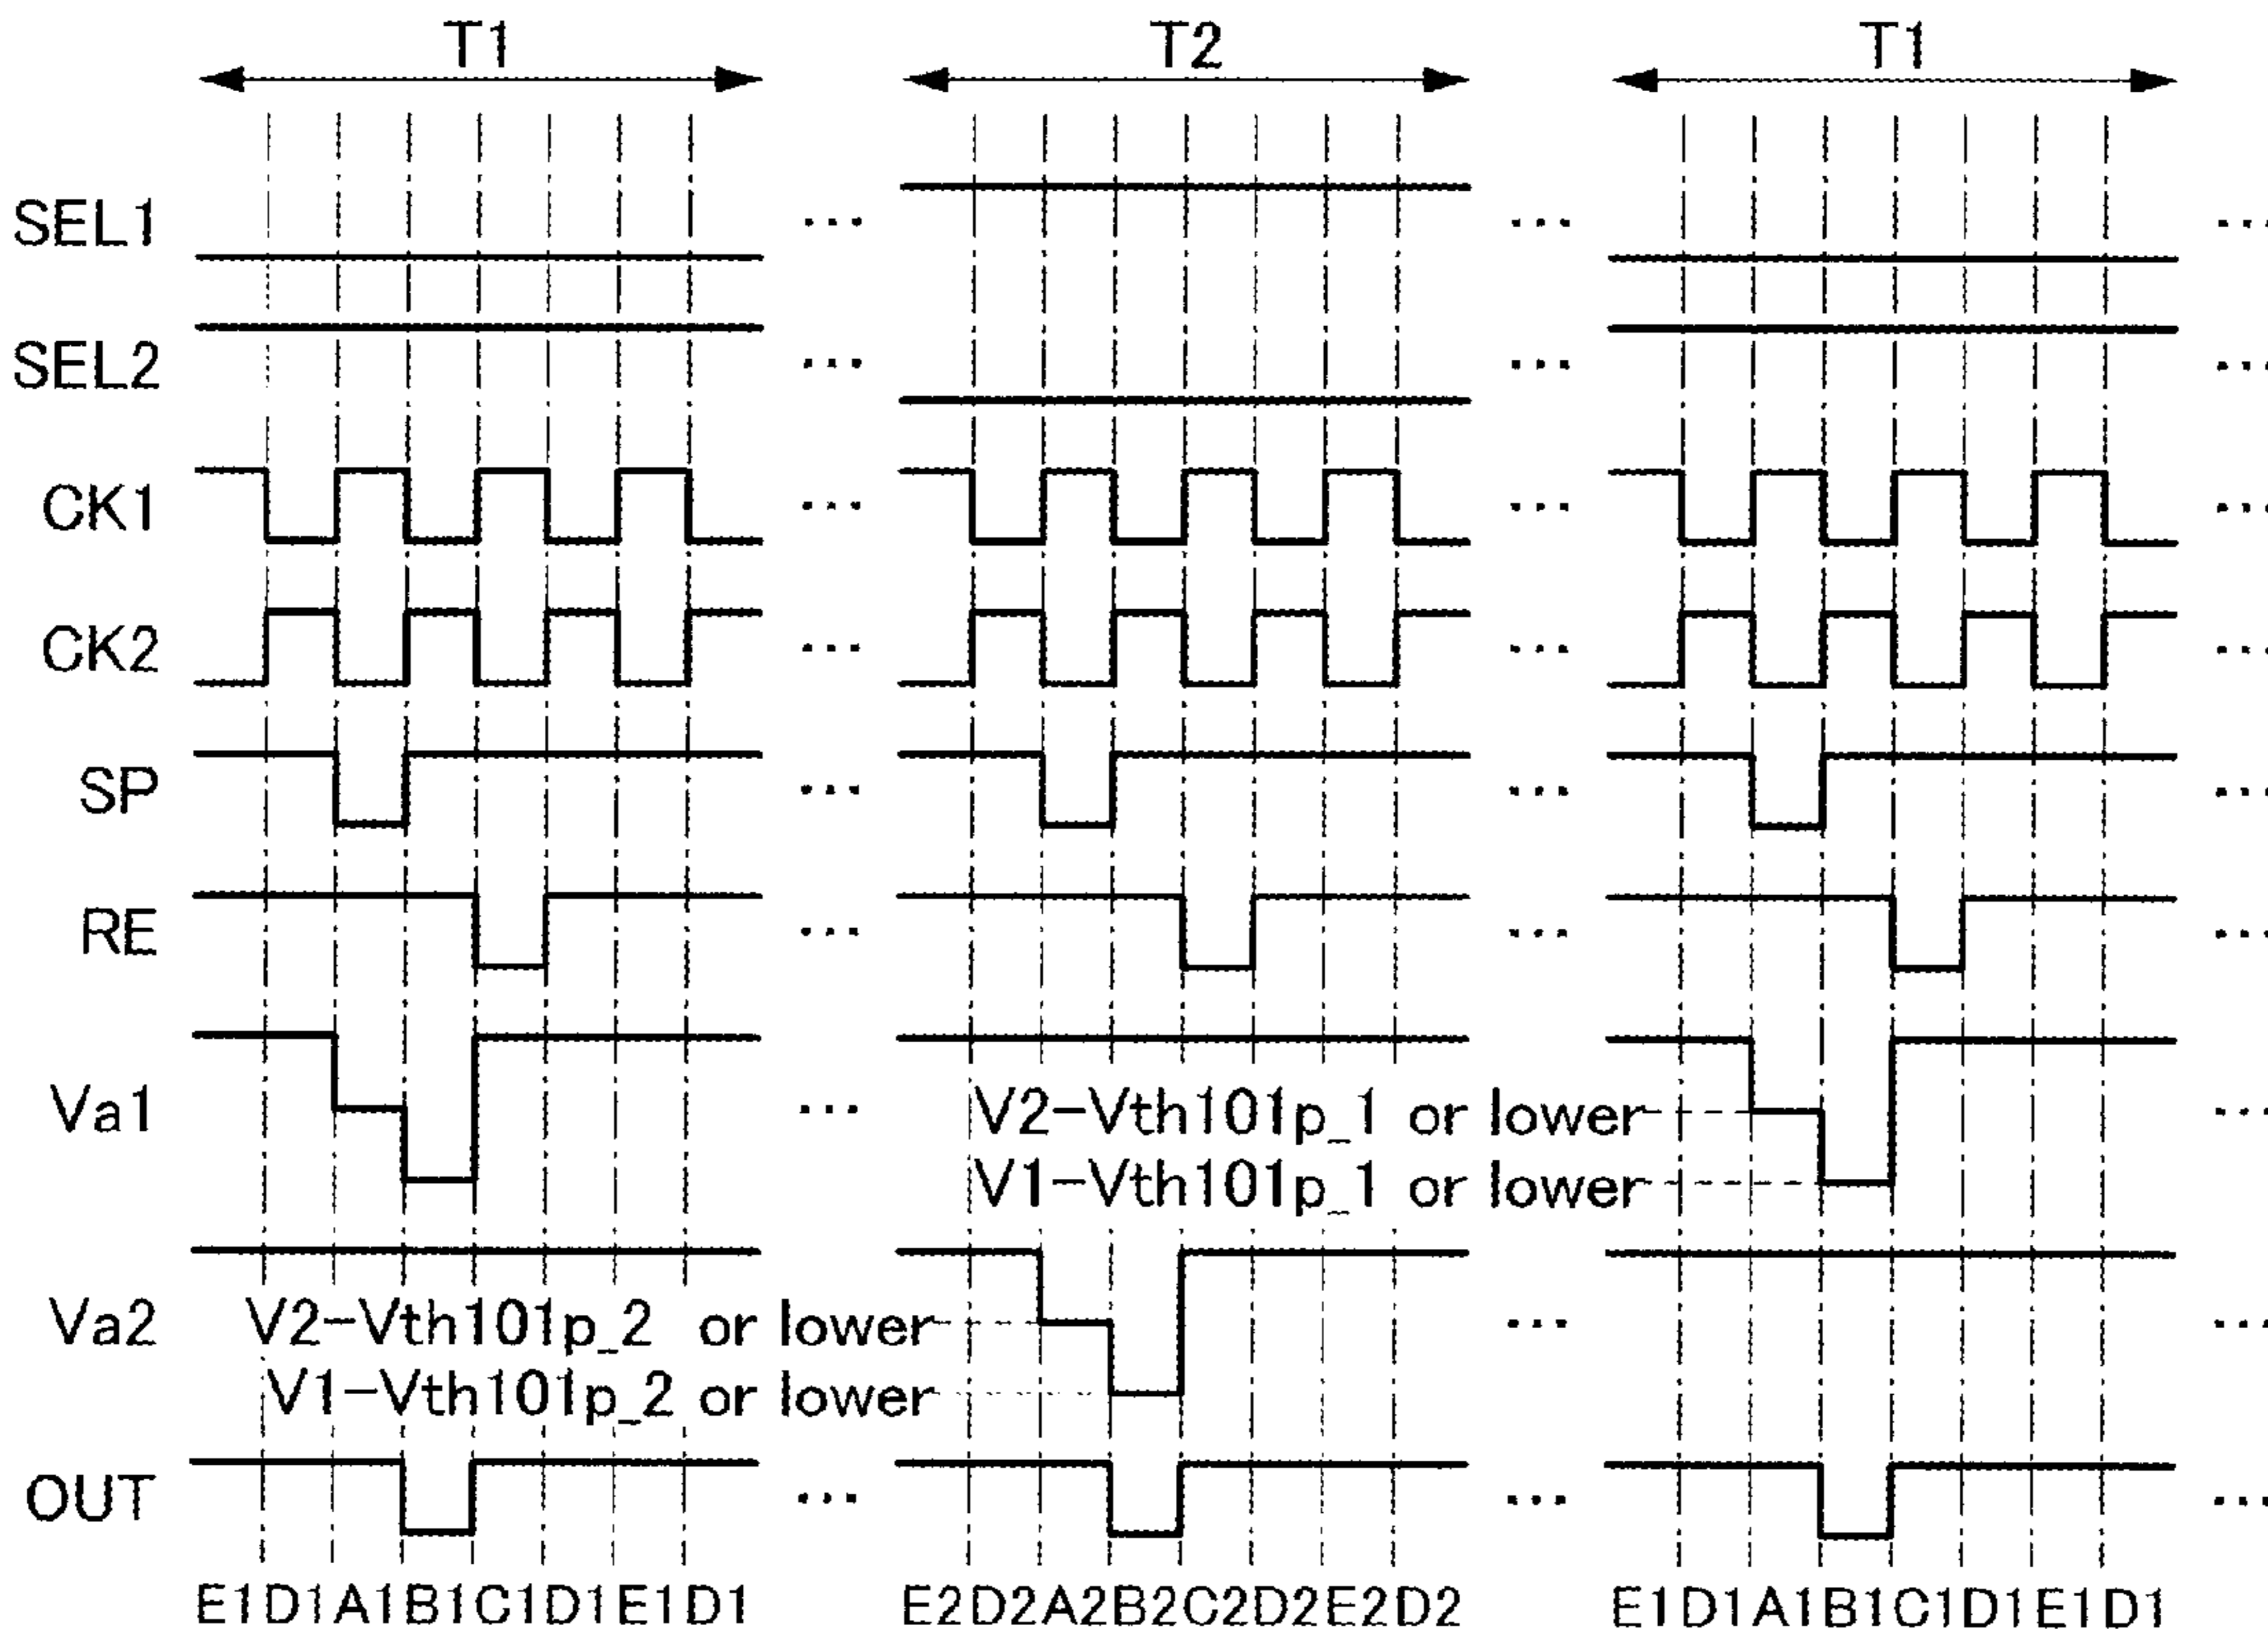 T1 T2 T1
SEL1 ... ... ...
SEL2 ... ... ...
CK1 ... ... ...
CK2 ... ... ...
SP ... ... ...
RE ... ... ...
Va1 ... V2-Vth101p_1 or lower ...
V1-Vth101p_1 or lower
Va2 V2-Vth101p_2 or lower ... ...
V1-Vth101p_2 or lower
OUT ... ... ...
E1D1A1B1C1D1E1D1 E2D2A2B2C2D2E2D2 E1D1A1B1C1D1E1D1